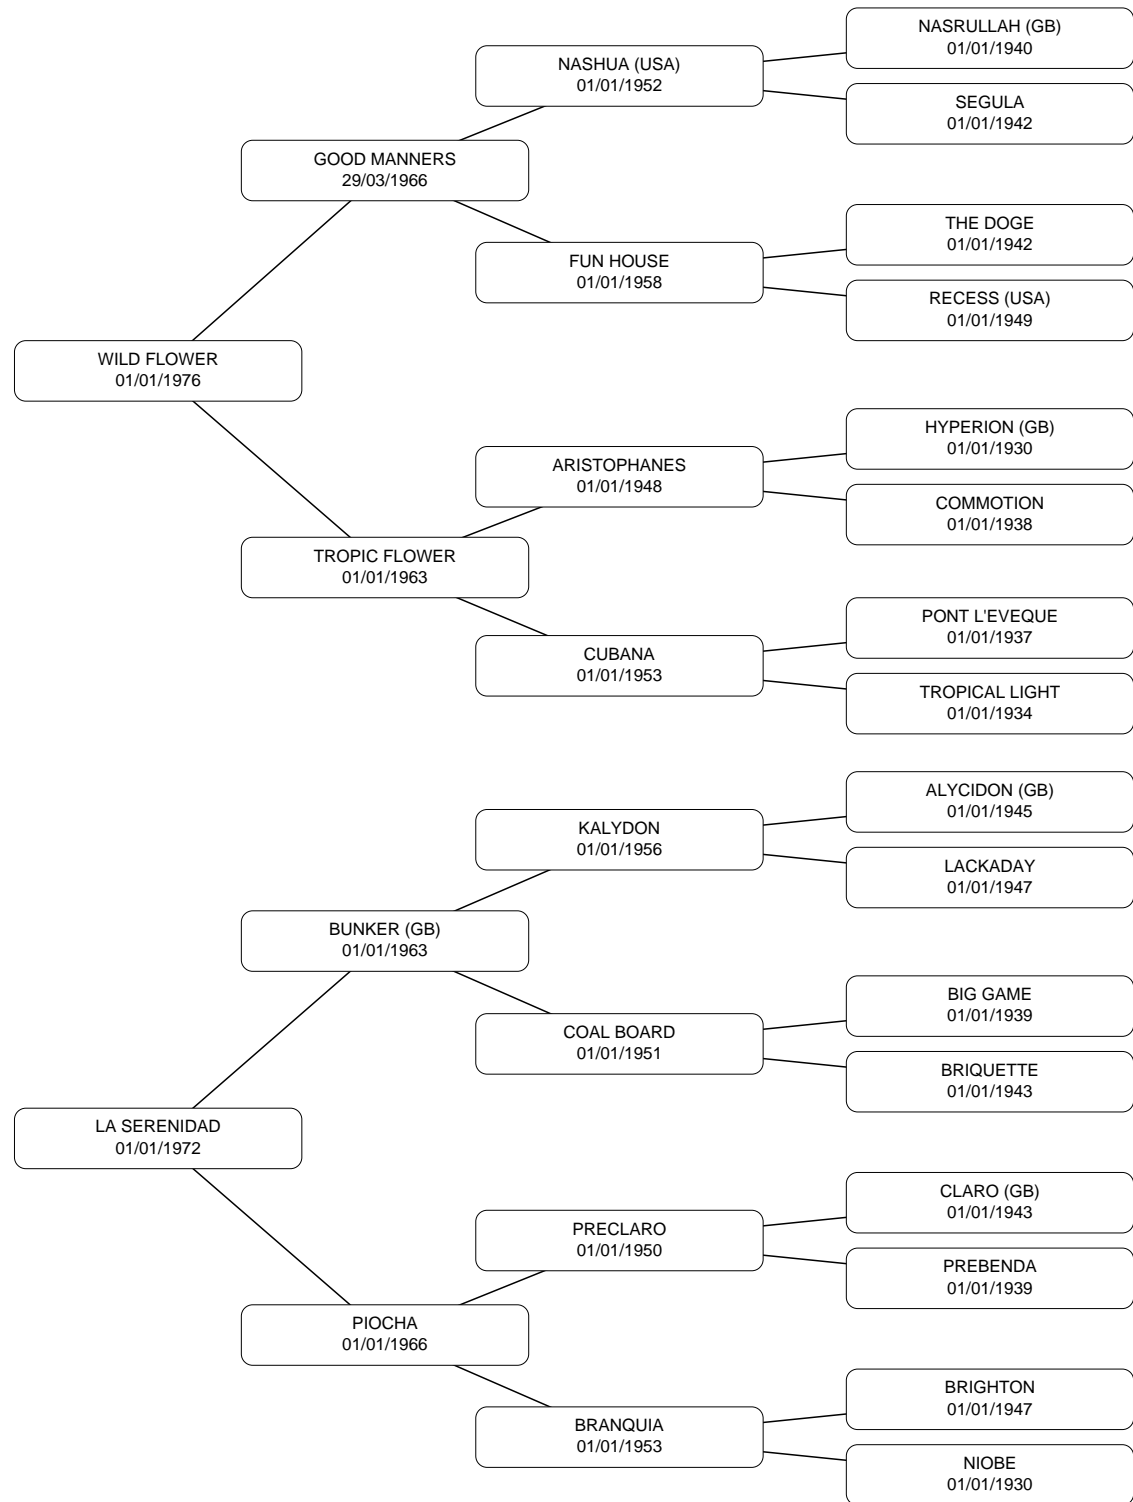 NASRULLAH (GB)
01/01/1940
NASHUA (USA)
01/01/1952
SEGULA
01/01/1942
GOOD MANNERS
29/03/1966
THE DOGE
01/01/1942
FUN HOUSE
01/01/1958
RECESS (USA)
01/01/1949
WILD FLOWER
01/01/1976
HYPERION (GB)
01/01/1930
ARISTOPHANES
01/01/1948
COMMOTION
01/01/1938
TROPIC FLOWER
01/01/1963
PONT L'EVEQUE
01/01/1937
CUBANA
01/01/1953
TROPICAL LIGHT
01/01/1934
ALYCIDON (GB)
01/01/1945
KALYDON
01/01/1956
LACKADAY
01/01/1947
BUNKER (GB)
01/01/1963
BIG GAME
01/01/1939
COAL BOARD
01/01/1951
BRIQUETTE
01/01/1943
LA SERENIDAD
01/01/1972
CLARO (GB)
01/01/1943
PRECLARO
01/01/1950
PREBENDA
01/01/1939
PIOCHA
01/01/1966
BRIGHTON
01/01/1947
BRANQUIA
01/01/1953
NIOBE
01/01/1930